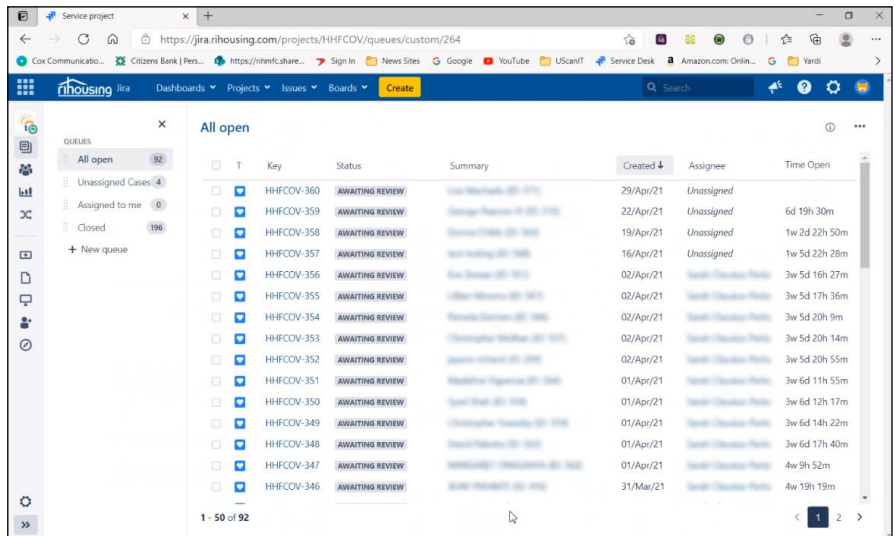 Service project
https://jira.rihousing.com/projects/HHFCOV/queues/custom/264
Cox Communicatio... Citizens Bank | Pers... https://rihmfc.share... Sign In News Sites G Google YouTube UScanIT Service Desk a Amazon.com: Onlin... G Yardi
rihousing Jira Dashboards Projects Issues Boards Create Search
QUEUES
All open 92
Unassigned Cases 4
Assigned to me 0
Closed 196
+ New queue
All open
T Key Status Summary Created Assignee Time Open
HHFCOV-360 AWAITING REVIEW 29/Apr/21 Unassigned
HHFCOV-359 AWAITING REVIEW 22/Apr/21 Unassigned 6d 19h 30m
HHFCOV-358 AWAITING REVIEW 19/Apr/21 Unassigned 1w 2d 22h 50m
HHFCOV-357 AWAITING REVIEW 16/Apr/21 Unassigned 1w 5d 22h 28m
HHFCOV-356 AWAITING REVIEW 02/Apr/21 3w 5d 16h 27m
HHFCOV-355 AWAITING REVIEW 02/Apr/21 3w 5d 17h 36m
HHFCOV-354 AWAITING REVIEW 02/Apr/21 3w 5d 20h 9m
HHFCOV-353 AWAITING REVIEW 02/Apr/21 3w 5d 20h 14m
HHFCOV-352 AWAITING REVIEW 02/Apr/21 3w 5d 20h 55m
HHFCOV-351 AWAITING REVIEW 01/Apr/21 3w 6d 11h 55m
HHFCOV-350 AWAITING REVIEW 01/Apr/21 3w 6d 12h 17m
HHFCOV-349 AWAITING REVIEW 01/Apr/21 3w 6d 14h 22m
HHFCOV-348 AWAITING REVIEW 01/Apr/21 3w 6d 17h 40m
HHFCOV-347 AWAITING REVIEW 01/Apr/21 4w 9h 52m
HHFCOV-346 AWAITING REVIEW 31/Mar/21 4w 19h 19m
1 - 50 of 92
1 2